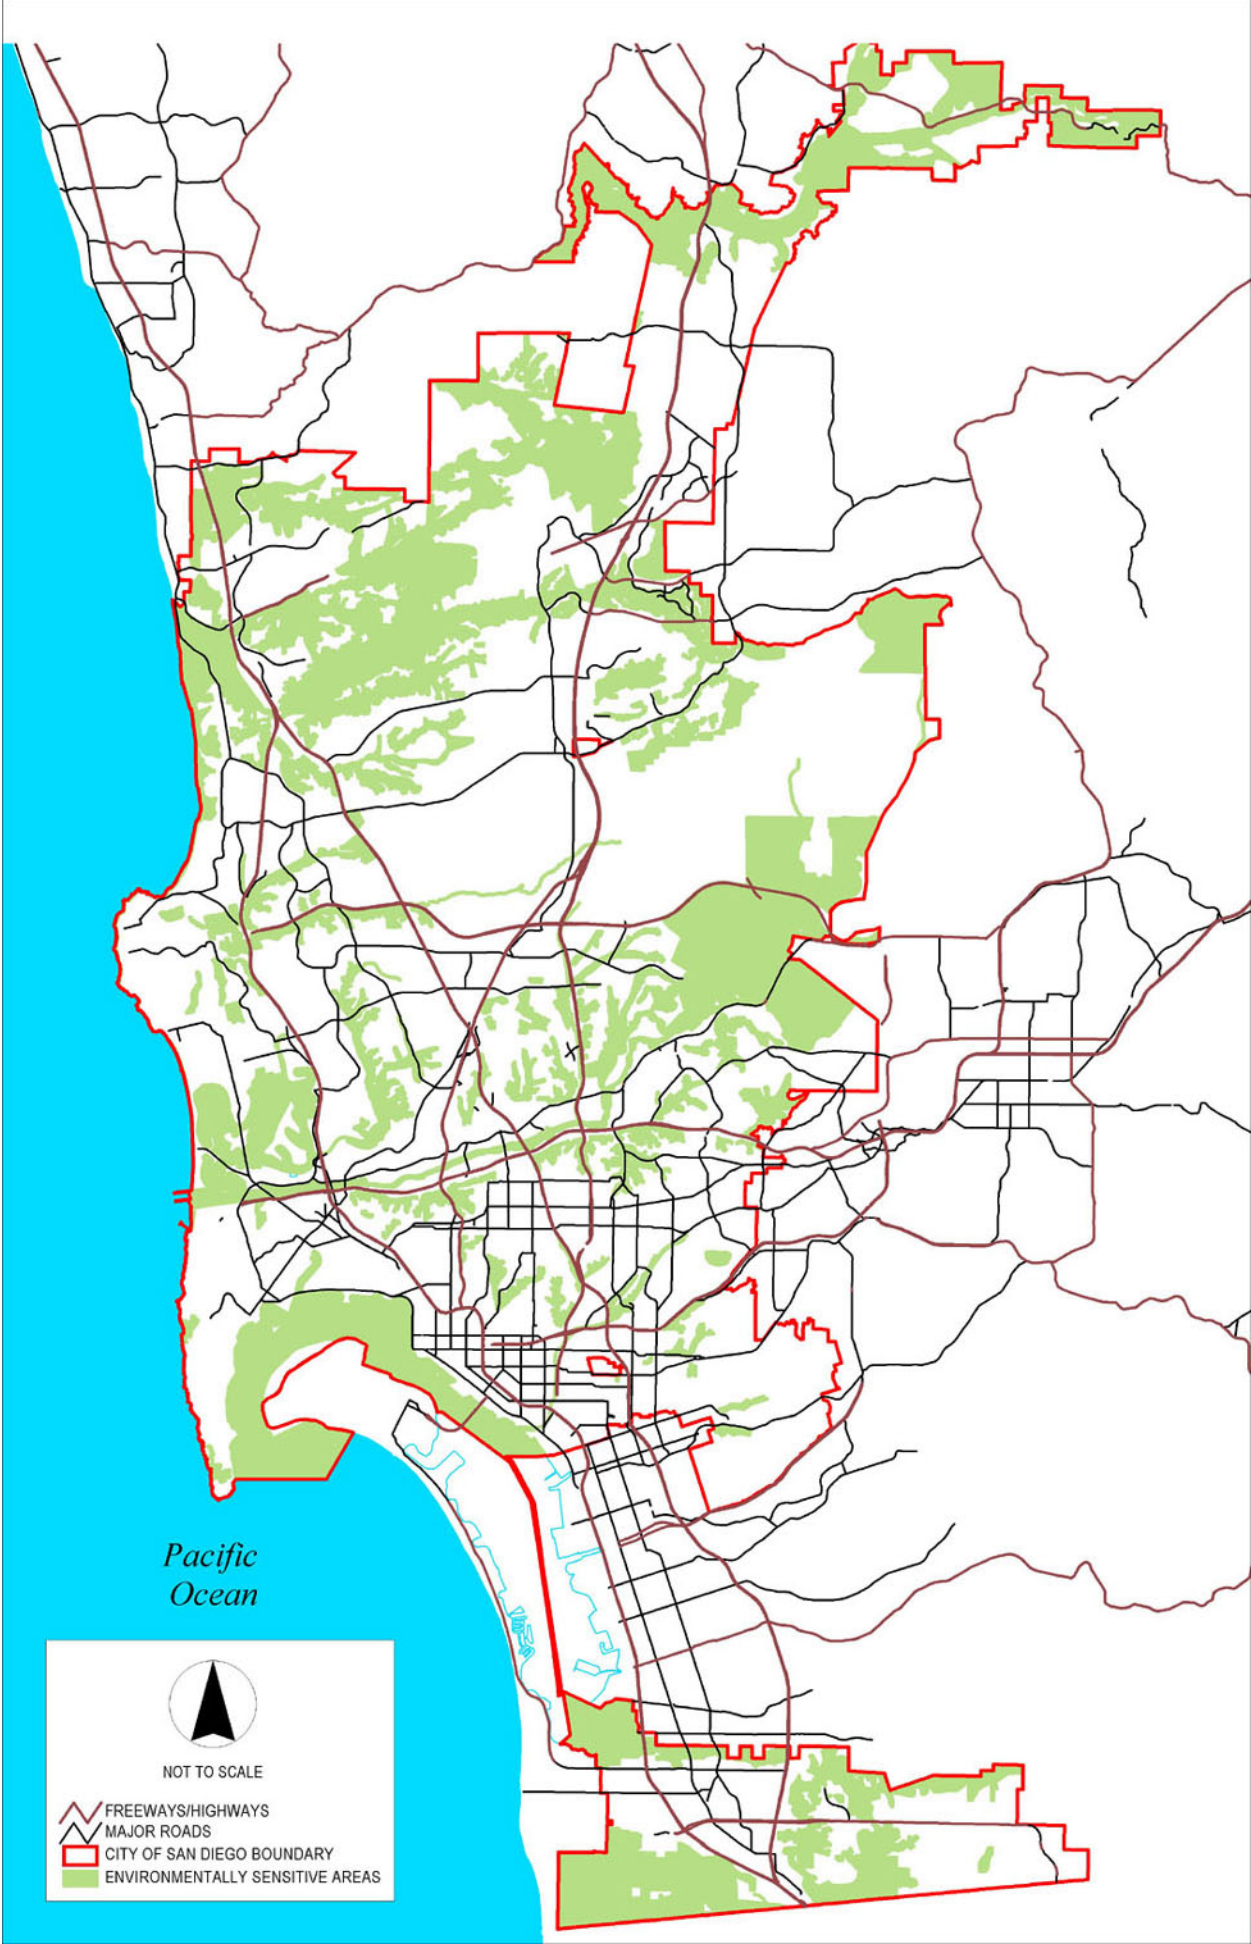 Pacific
Ocean
NOT TO SCALE
FREEWAYS/HIGHWAYS
MAJOR ROADS
CITY OF SAN DIEGO BOUNDARY
ENVIRONMENTALLY SENSITIVE AREAS